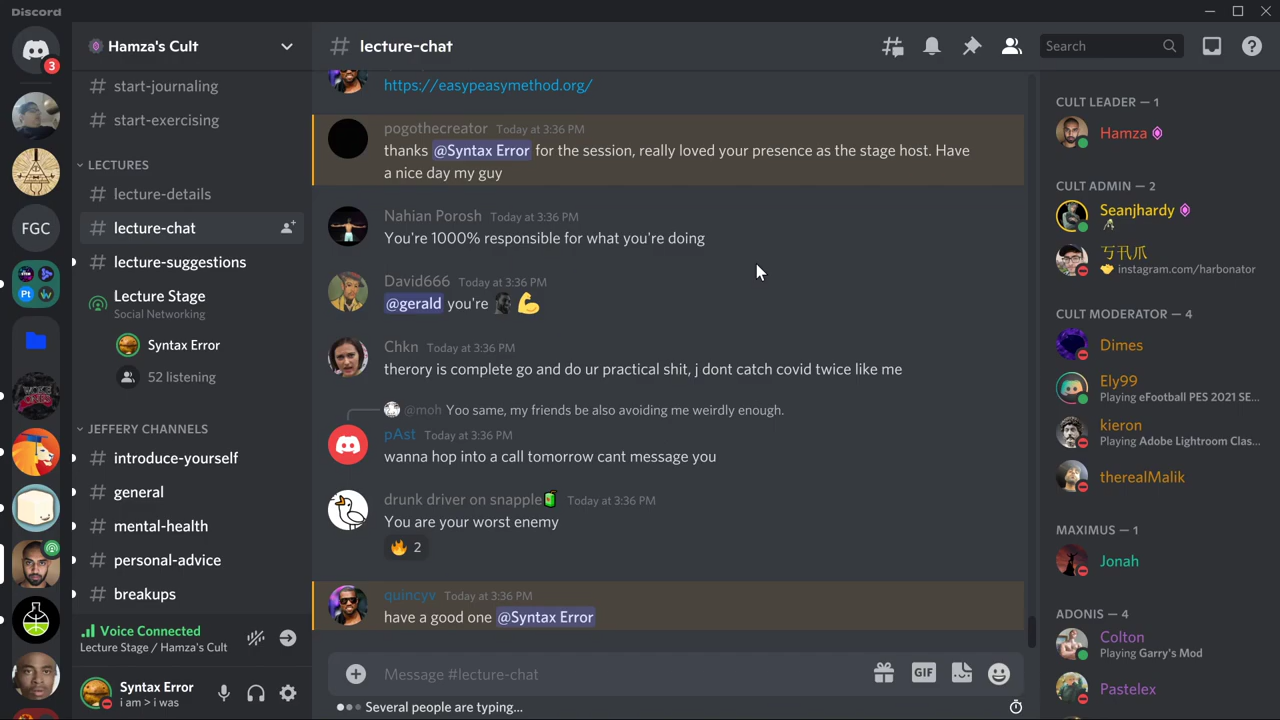 Discord
3
FGC
Pt
Hamza's Cult
# start-journaling
# start-exercising
LECTURES
# lecture-details
# lecture-chat
# lecture-suggestions
Lecture Stage
Social Networking
Syntax Error
52 listening
JEFFERY CHANNELS
# introduce-yourself
# general
# mental-health
# personal-advice
# breakups
Voice Connected
Lecture Stage / Hamza's Cult
Syntax Error
i am > i was
# lecture-chat
Search
https://easypeasymethod.org/
pogothecreator Today at 3:36 PM
thanks @Syntax Error for the session, really loved your presence as the stage host. Have
a nice day my guy
Nahian Porosh Today at 3:36 PM
You're 1000% responsible for what you're doing
David666 Today at 3:36 PM
@gerald you're 🗿 💪
Chkn Today at 3:36 PM
therory is complete go and do ur practical shit, j dont catch covid twice like me
@moh Yoo same, my friends be also avoiding me weirdly enough.
pAst Today at 3:36 PM
wanna hop into a call tomorrow cant message you
drunk driver on snapple🧃 Today at 3:36 PM
You are your worst enemy
🔥 2
quincyv Today at 3:36 PM
have a good one @Syntax Error
Message #lecture-chat
GIF
Several people are typing...
CULT LEADER — 1
Hamza
CULT ADMIN — 2
Seanjhardy
instagram.com/harbonator
CULT MODERATOR — 4
Dimes
Ely99
Playing eFootball PES 2021 SE...
kieron
Playing Adobe Lightroom Clas...
therealMalik
MAXIMUS — 1
Jonah
ADONIS — 4
Colton
Playing Garry's Mod
Pastelex